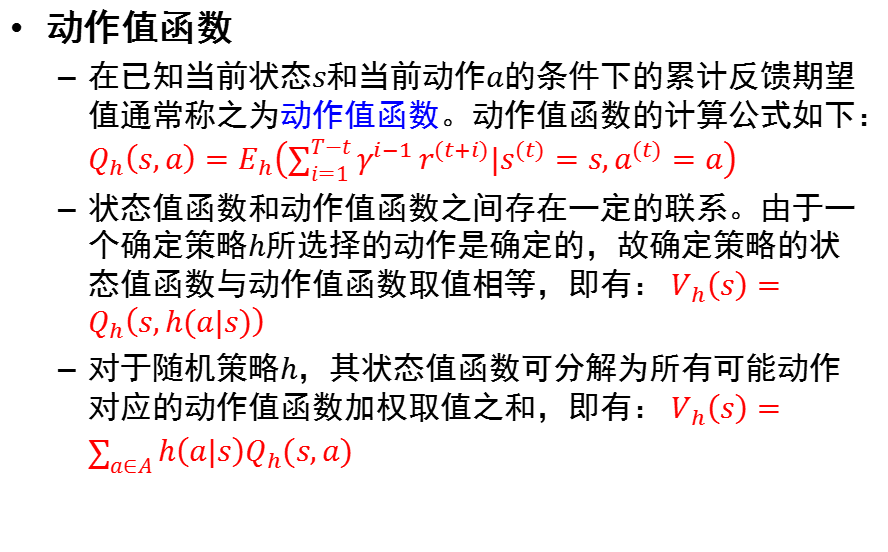 • 动作值函数
– 在已知当前状态s和当前动作a的条件下的累计反馈期望
值通常称之为动作值函数。动作值函数的计算公式如下：
Q_h(s,a) = E_h(∑_{i=1}^{T−t} γ^{i−1} r^{(t+i)}|s^{(t)} = s, a^{(t)} = a)
– 状态值函数和动作值函数之间存在一定的联系。由于一
个确定策略h所选择的动作是确定的，故确定策略的状
态值函数与动作值函数取值相等，即有： V_h(s) =
Q_h(s, h(a|s))
– 对于随机策略h，其状态值函数可分解为所有可能动作
对应的动作值函数加权取值之和，即有： V_h(s) =
∑_{a∈A} h(a|s)Q_h(s,a)